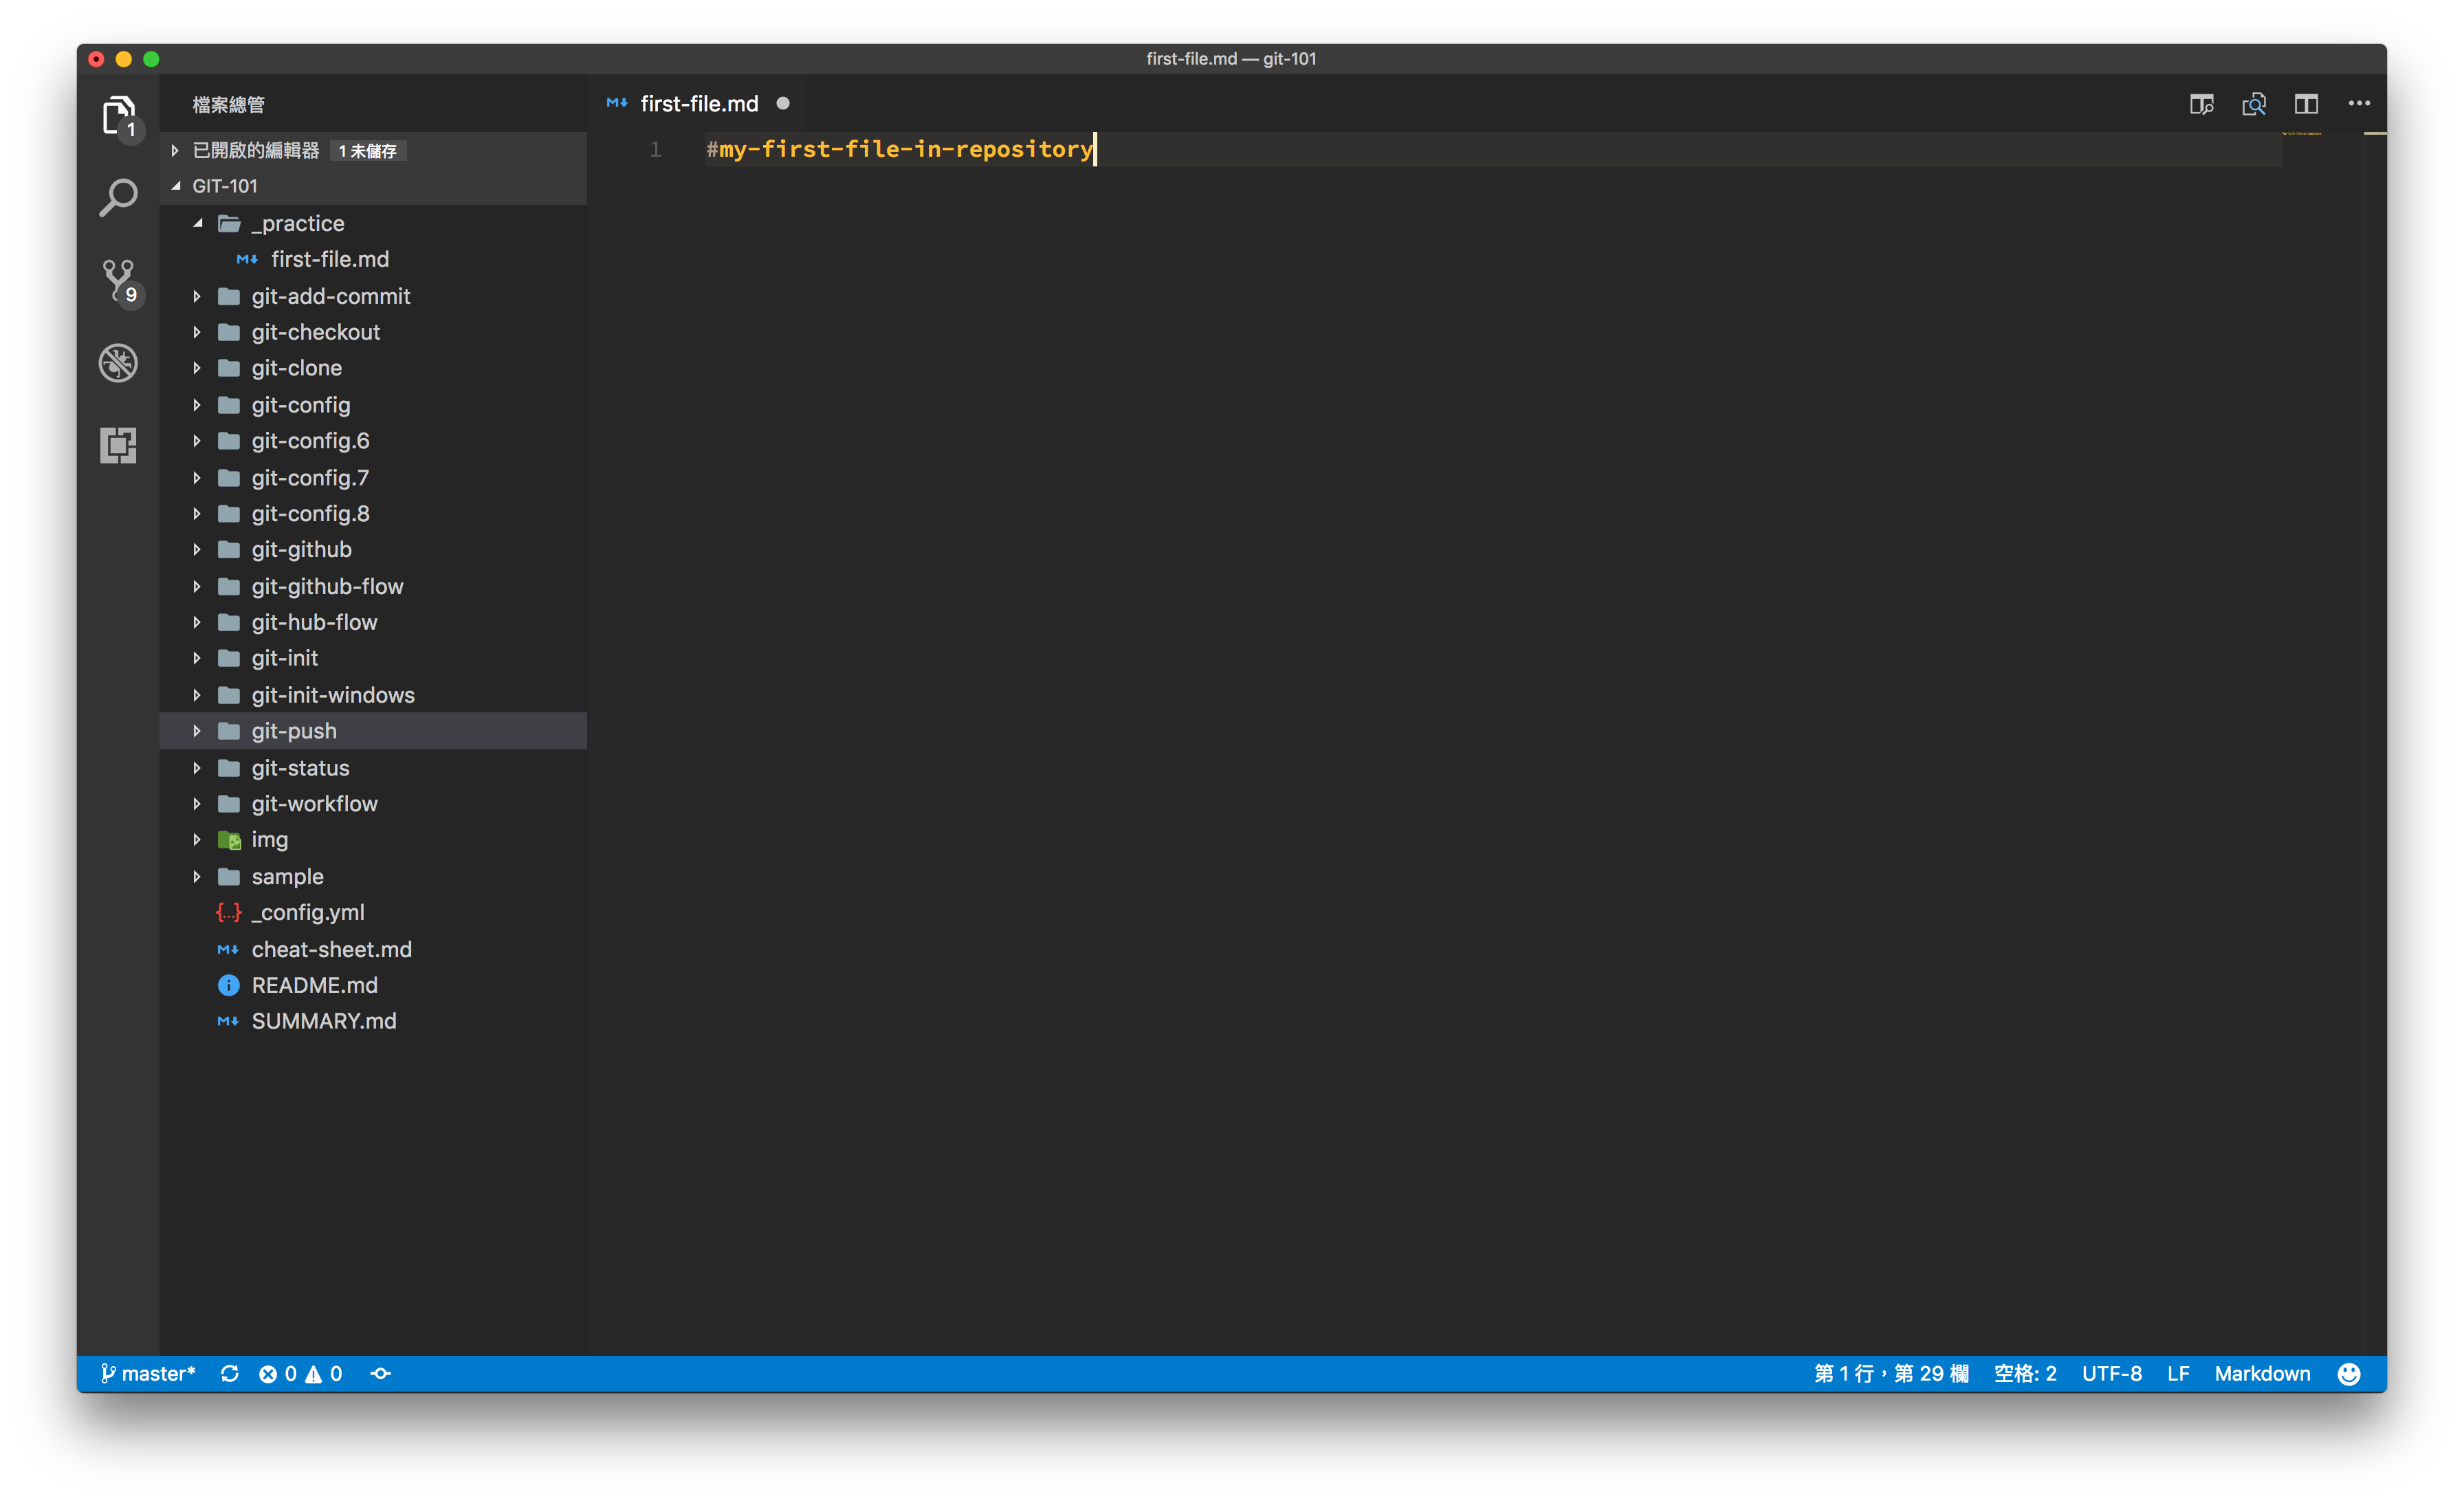 first-file.md — git-101
檔案總管
first-file.md
1
已開啟的編輯器 1 未儲存
1 #my-first-file-in-repository
GIT-101
_practice
first-file.md
9
git-add-commit
git-checkout
git-clone
git-config
git-config.6
git-config.7
git-config.8
git-github
git-github-flow
git-hub-flow
git-init
git-init-windows
git-push
git-status
git-workflow
img
sample
_config.yml
cheat-sheet.md
README.md
SUMMARY.md
master* 0 0 第 1 行，第 29 欄 空格: 2 UTF-8 LF Markdown